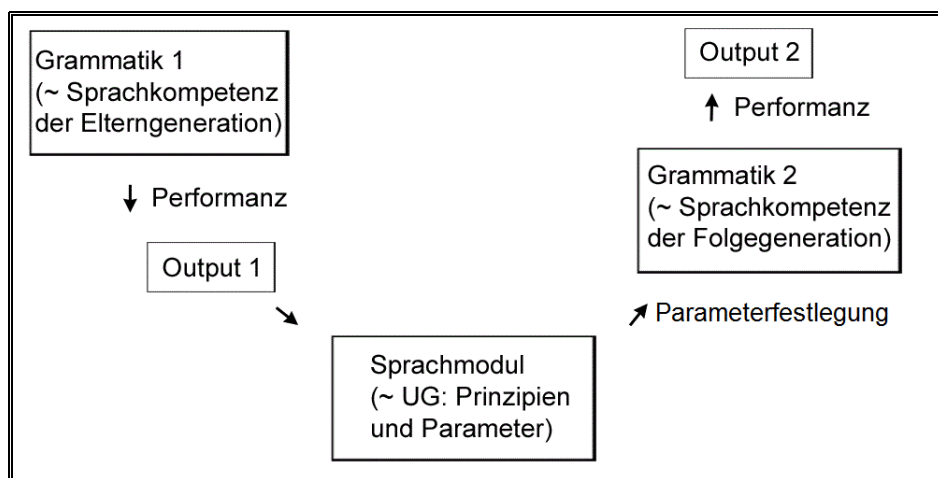 Grammatik 1
(~ Sprachkompetenz
der Elterngeneration)
Performanz
Output 1
Sprachmodul
(~ UG: Prinzipien
und Parameter)
Parameterfestlegung
Grammatik 2
(~ Sprachkompetenz
der Folgegeneration)
Performanz
Output 2